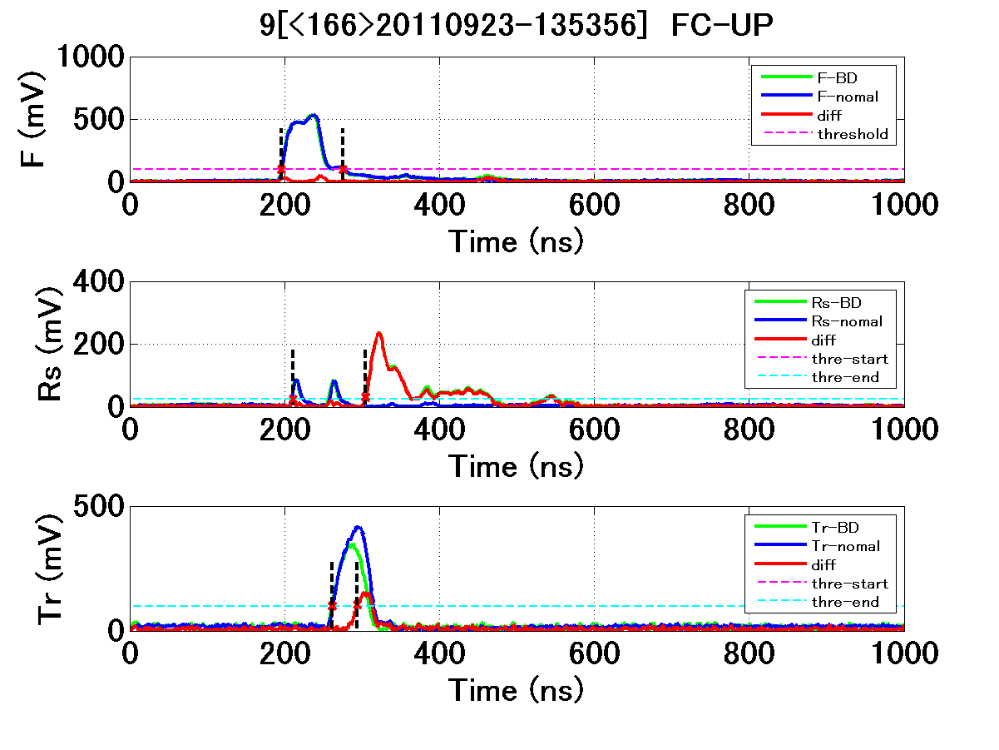 9[<166>20110923-135356] FC-UP
F (mV)
1000
500
0
F-BD
F-nomal
diff
threshold
0 200 400 600 800 1000
Time (ns)
Rs (mV)
400
200
0
Rs-BD
Rs-nomal
diff
thre-start
thre-end
0 200 400 600 800 1000
Time (ns)
Tr (mV)
500
0
Tr-BD
Tr-nomal
diff
thre-start
thre-end
0 200 400 600 800 1000
Time (ns)